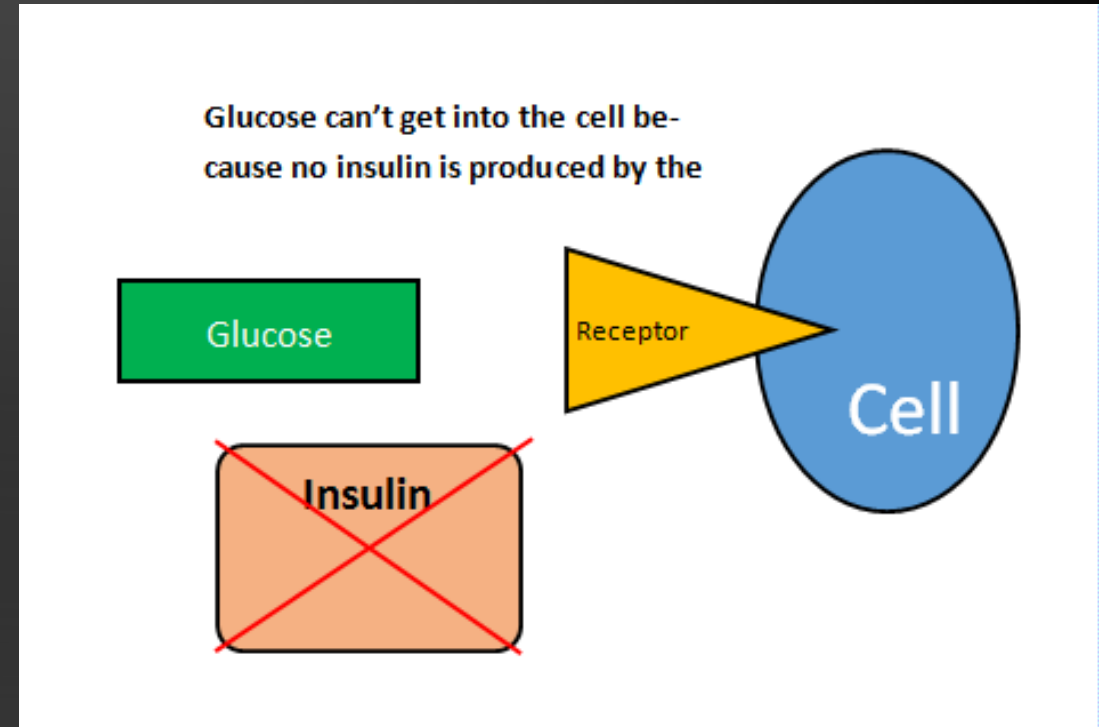 Glucose can't get into the cell be-
cause no insulin is produced by the
Glucose
Receptor
Cell
Insulin